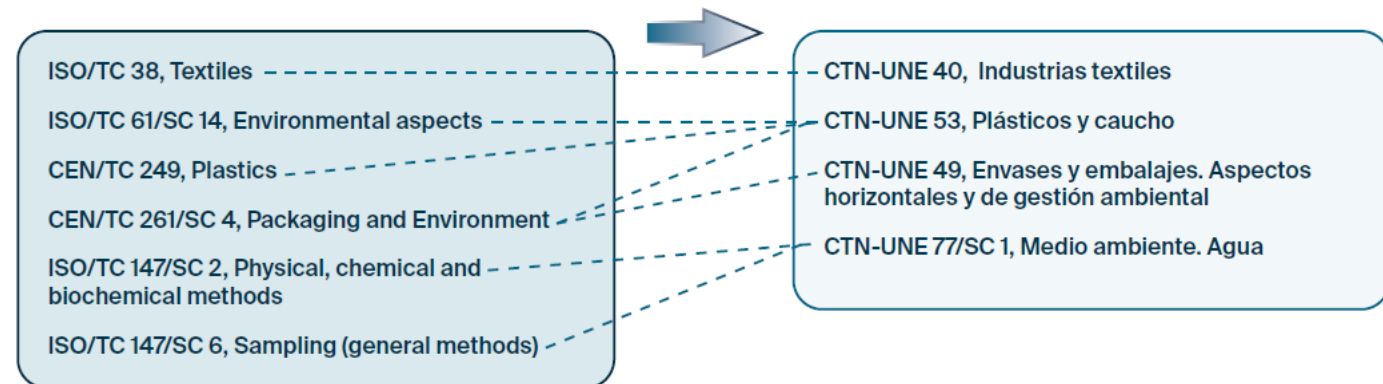 ISO/TC 38, Textiles
ISO/TC 61/SC 14, Environmental aspects
CEN/TC 249, Plastics
CEN/TC 261/SC 4, Packaging and Environment
ISO/TC 147/SC 2, Physical, chemical and
biochemical methods
ISO/TC 147/SC 6, Sampling (general methods)
CTN-UNE 40, Industrias textiles
CTN-UNE 53, Plásticos y caucho
CTN-UNE 49, Envases y embalajes. Aspectos
horizontales y de gestión ambiental
CTN-UNE 77/SC 1, Medio ambiente. Agua